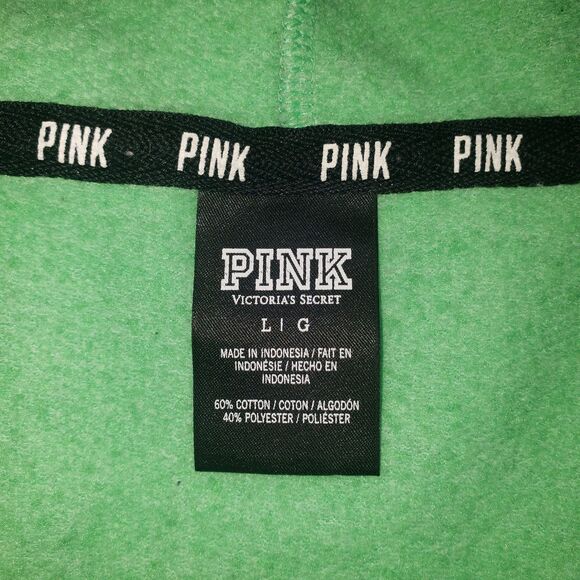 PINK PINK PINK PINK
PINK
VICTORIA'S SECRET
L | G
MADE IN INDONESIA / FAIT EN
INDONÉSIE / HECHO EN
INDONESIA
60% COTTON / COTON / ALGODÓN
40% POLYESTER / POLIÉSTER